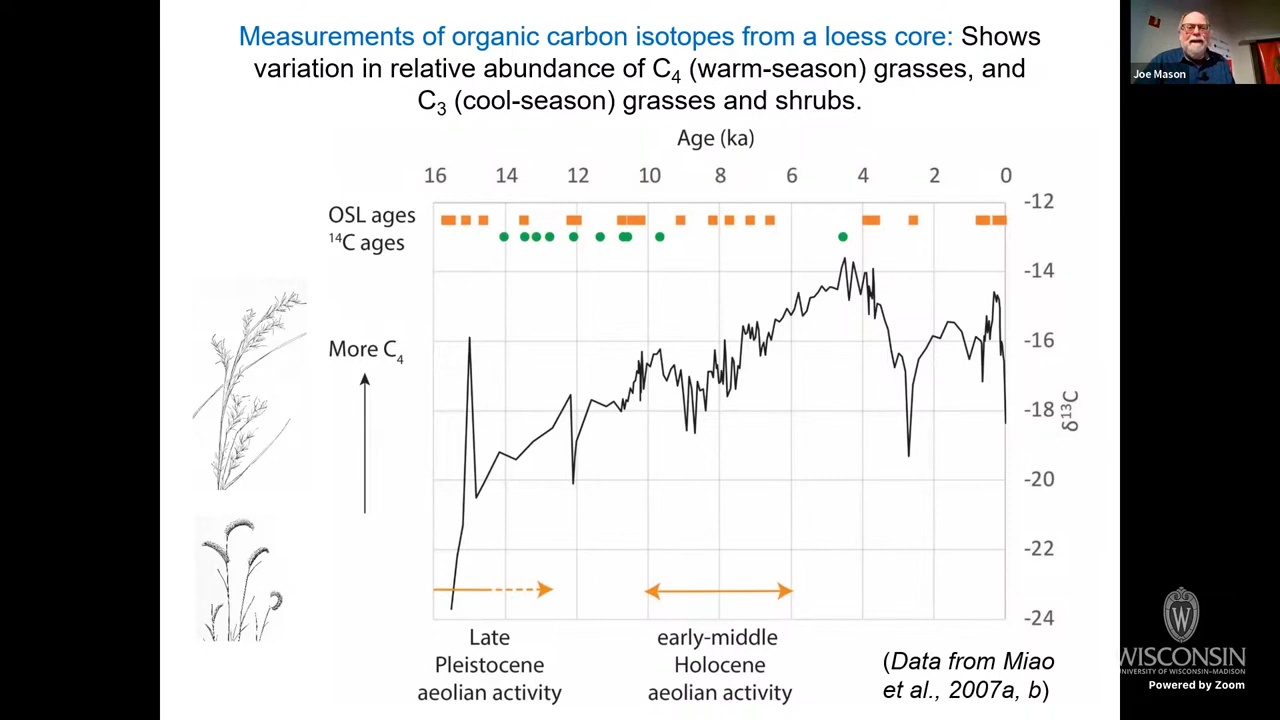 Measurements of organic carbon isotopes from a loess core: Shows
variation in relative abundance of C4 (warm-season) grasses, and
C3 (cool-season) grasses and shrubs.
Joe Mason
Age (ka)
16 14 12 10 8 6 4 2 0
OSL ages
14C ages
-12
-14
More C4
-16
-18
δ13C
-20
-22
-24
Late
Pleistocene
aeolian activity
early-middle
Holocene
aeolian activity
(Data from Miao
et al., 2007a, b)
W
WISCONSIN
UNIVERSITY OF WISCONSIN–MADISON
Powered by Zoom